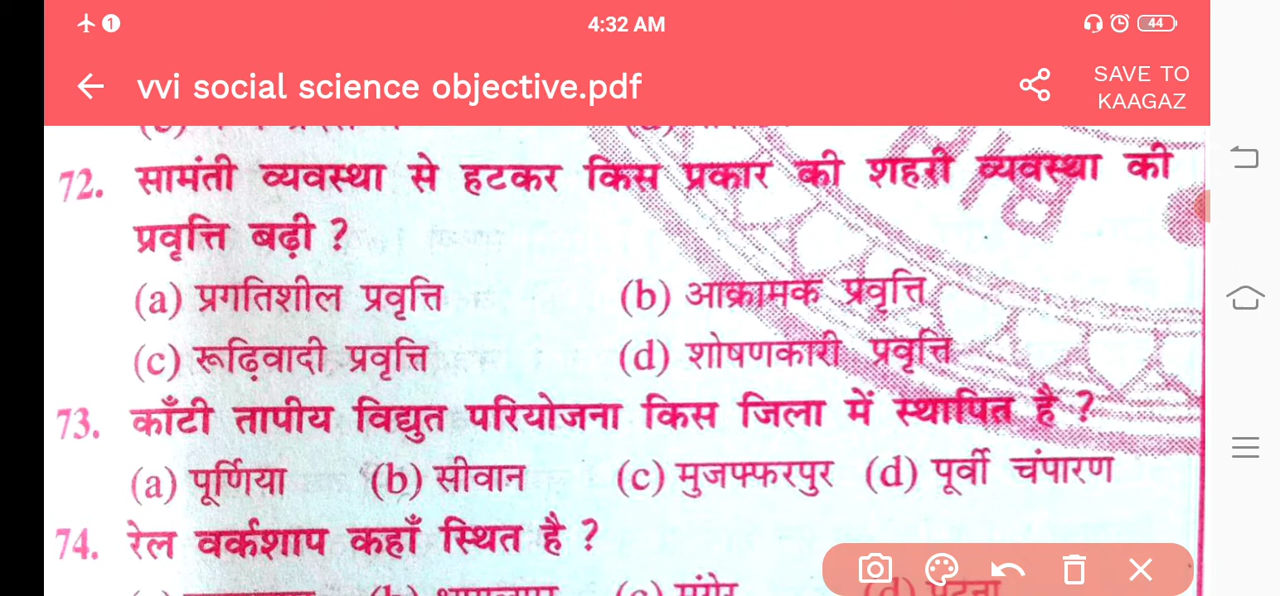 1
4:32 AM
44
vvi social science objective.pdf
SAVE TO
KAAGAZ
72. सामंती व्यवस्था से हटकर किस प्रकार की शहरी व्यवस्था की
प्रवृत्ति बढ़ी ?
(a) प्रगतिशील प्रवृत्ति (b) आक्रामक प्रवृत्ति
(c) रूढ़िवादी प्रवृत्ति (d) शोषणकारी प्रवृत्ति
73. काँटी तापीय विद्युत परियोजना किस जिला में स्थापित है ?
(a) पूर्णिया (b) सीवान (c) मुजफ्फरपुर (d) पूर्वी चंपारण
74. रेल वर्कशाप कहाँ स्थित है ?
(c) मुंगेर (d) पटना